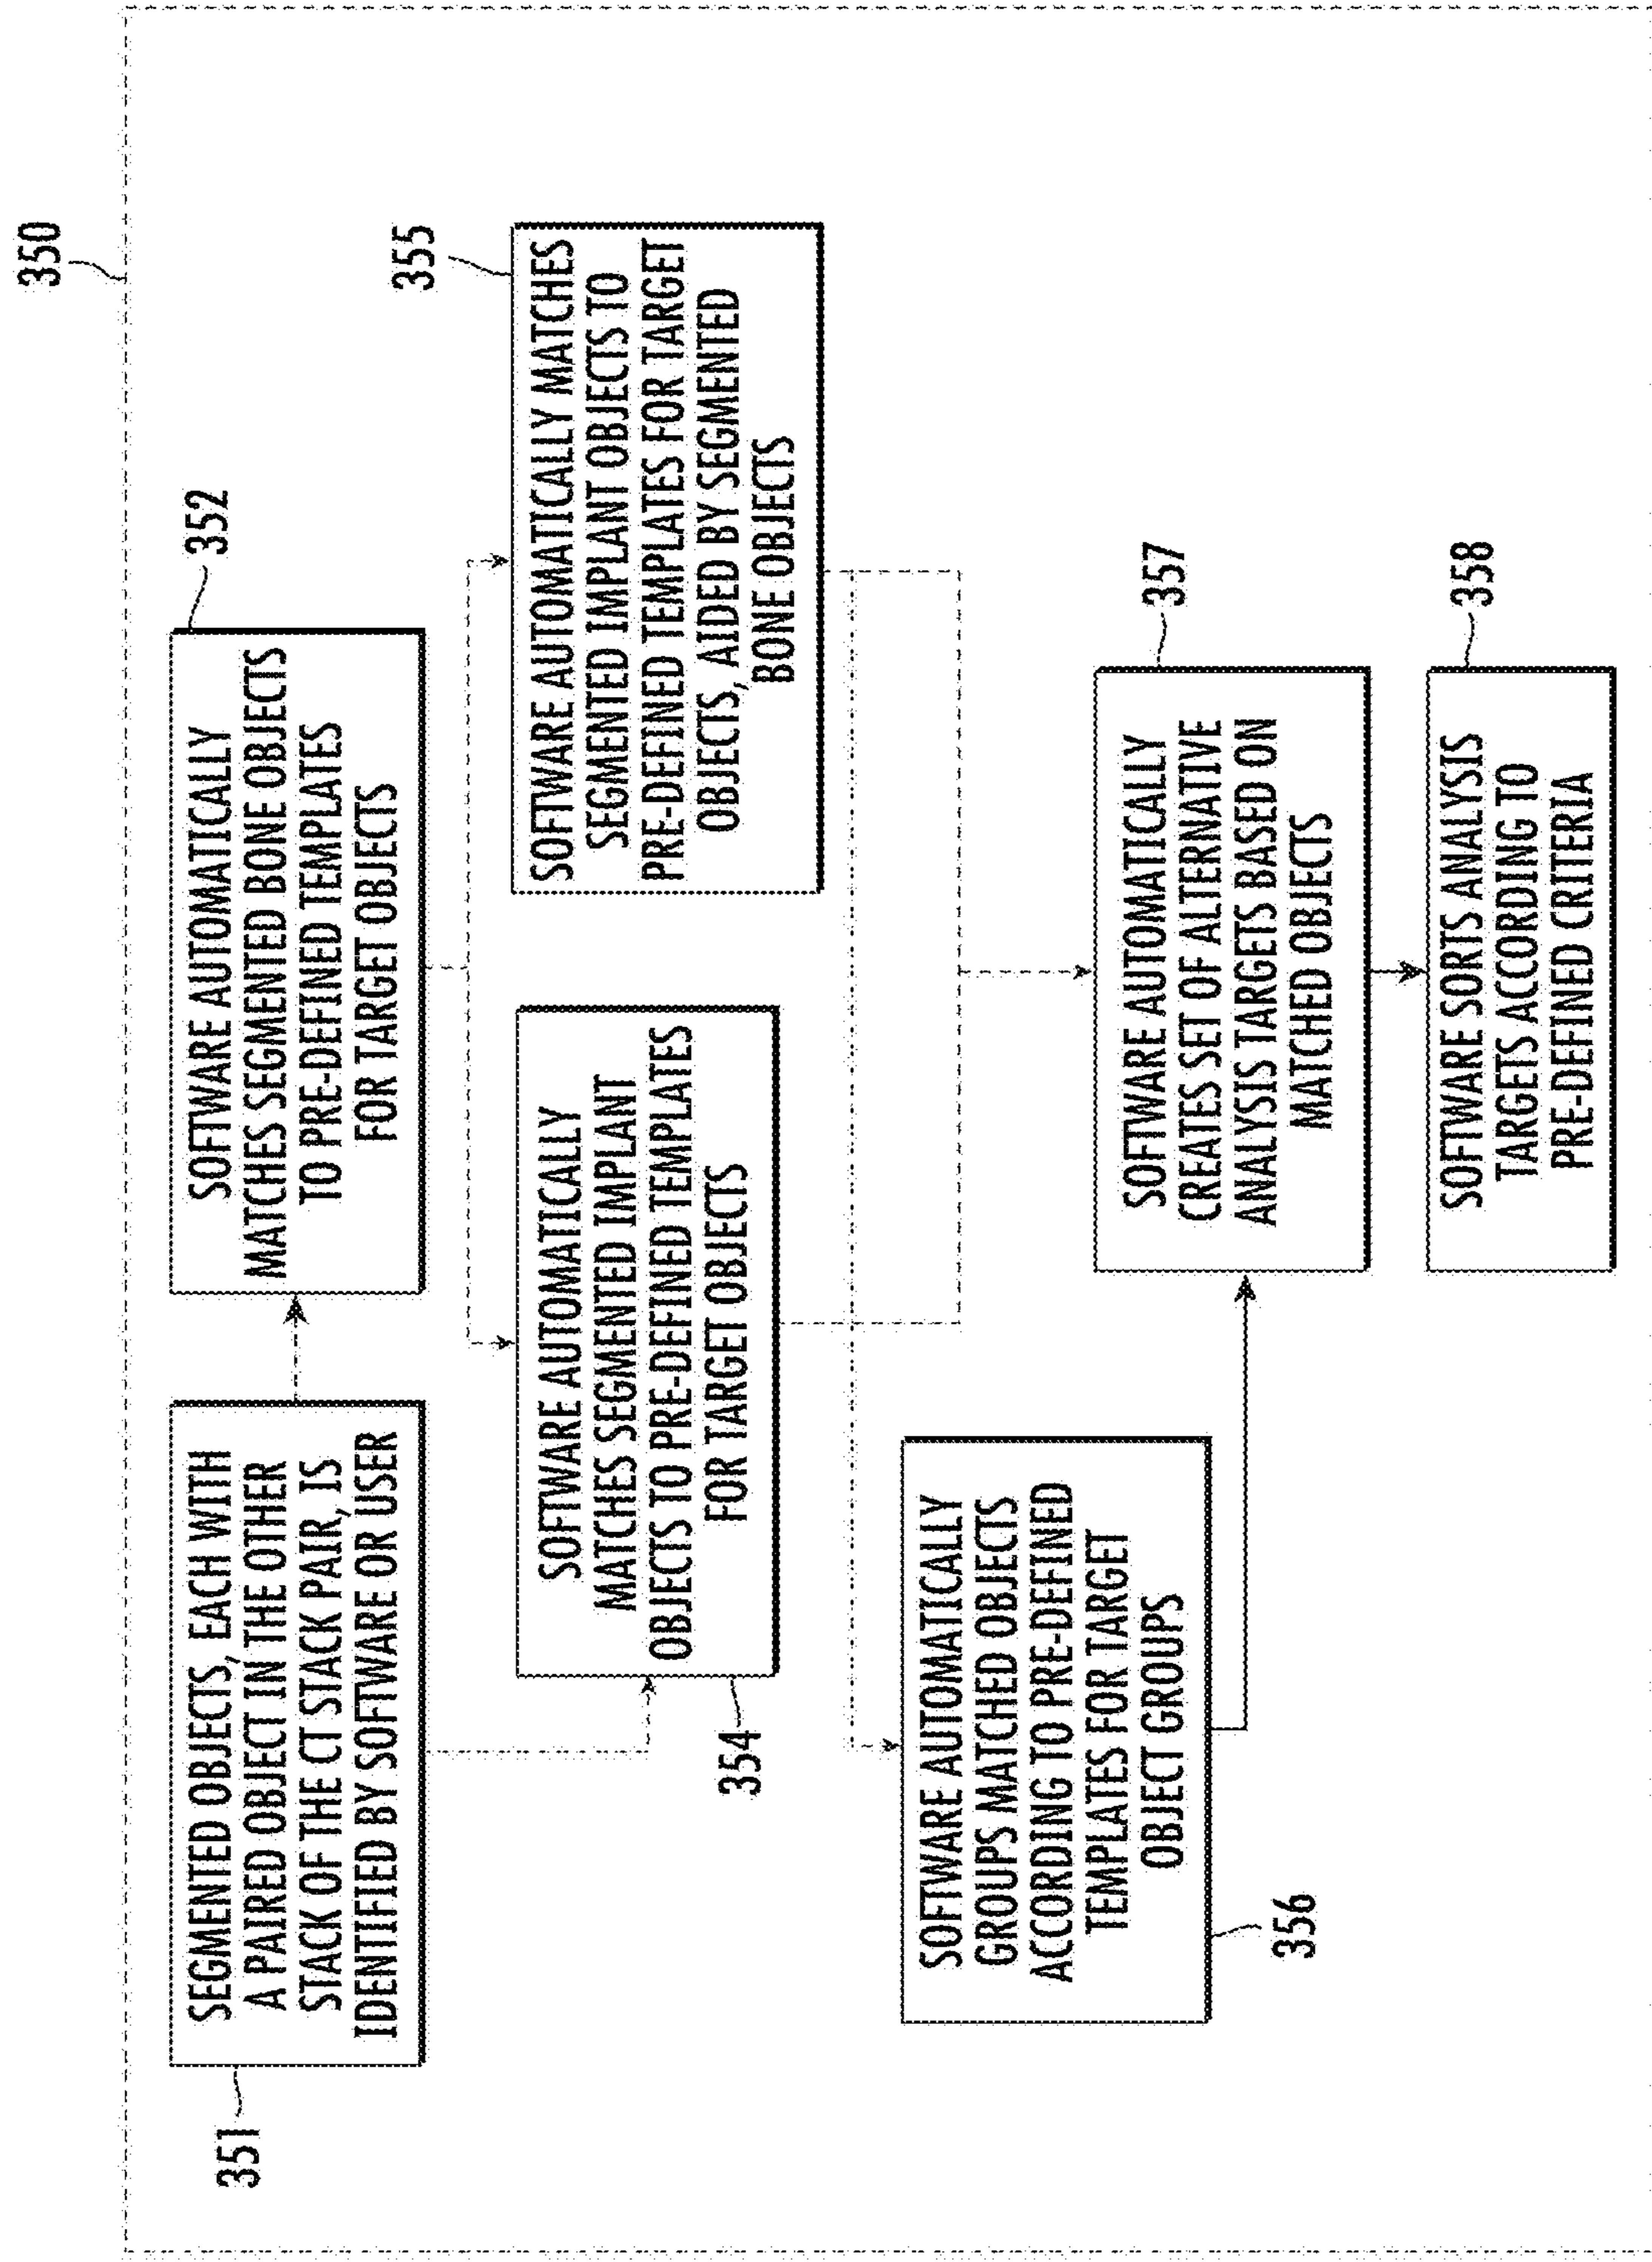 350
351
SEGMENTED OBJECTS, EACH WITH
A PAIRED OBJECT IN THE OTHER
STACK OF THE CT STACK PAIR, IS
IDENTIFIED BY SOFTWARE OR USER
352
SOFTWARE AUTOMATICALLY
MATCHES SEGMENTED BONE OBJECTS
TO PRE-DEFINED TEMPLATES
FOR TARGET OBJECTS
354
SOFTWARE AUTOMATICALLY
MATCHES SEGMENTED IMPLANT
OBJECTS TO PRE-DEFINED TEMPLATES
FOR TARGET OBJECTS
355
SOFTWARE AUTOMATICALLY MATCHES
SEGMENTED IMPLANT OBJECTS TO
PRE-DEFINED TEMPLATES FOR TARGET
OBJECTS, AIDED BY SEGMENTED
BONE OBJECTS
356
SOFTWARE AUTOMATICALLY
GROUPS MATCHED OBJECTS
ACCORDING TO PRE-DEFINED
TEMPLATES FOR TARGET
OBJECT GROUPS
357
SOFTWARE AUTOMATICALLY
CREATES SET OF ALTERNATIVE
ANALYSIS TARGETS BASED ON
MATCHED OBJECTS
358
SOFTWARE SORTS ANALYSIS
TARGETS ACCORDING TO
PRE-DEFINED CRITERIA